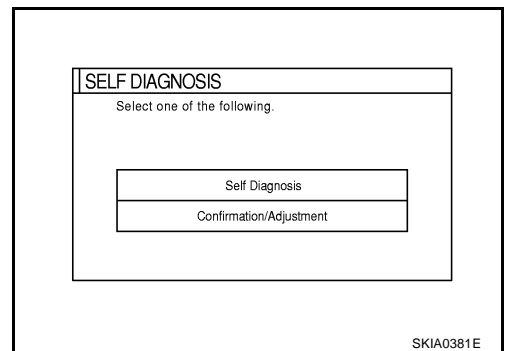 SELF DIAGNOSIS
Select one of the following.
Self Diagnosis
Confirmation/Adjustment
SKIA0381E